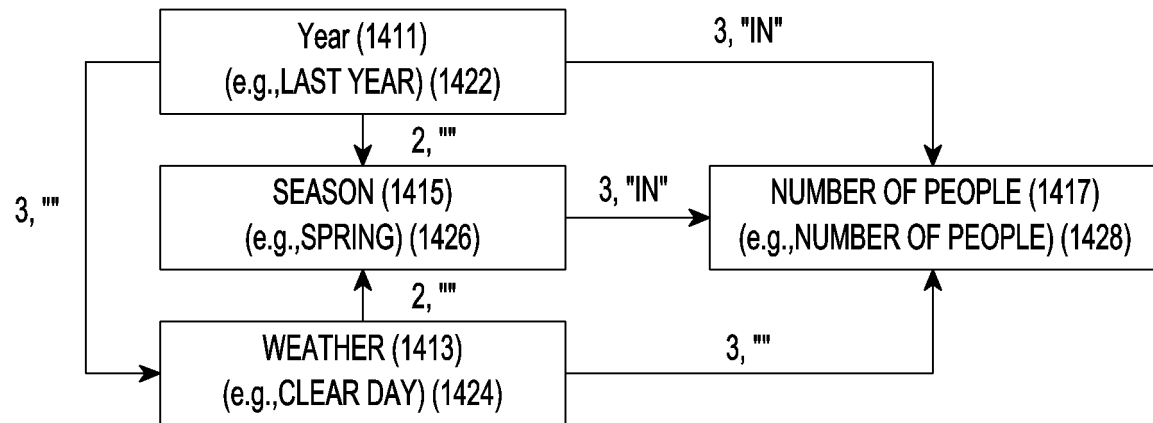 Year (1411)
(e.g.,LAST YEAR) (1422)
3, "IN"
2, ""
3, ""
SEASON (1415)
(e.g.,SPRING) (1426)
3, "IN"
NUMBER OF PEOPLE (1417)
(e.g.,NUMBER OF PEOPLE) (1428)
2, ""
WEATHER (1413)
(e.g.,CLEAR DAY) (1424)
3, ""